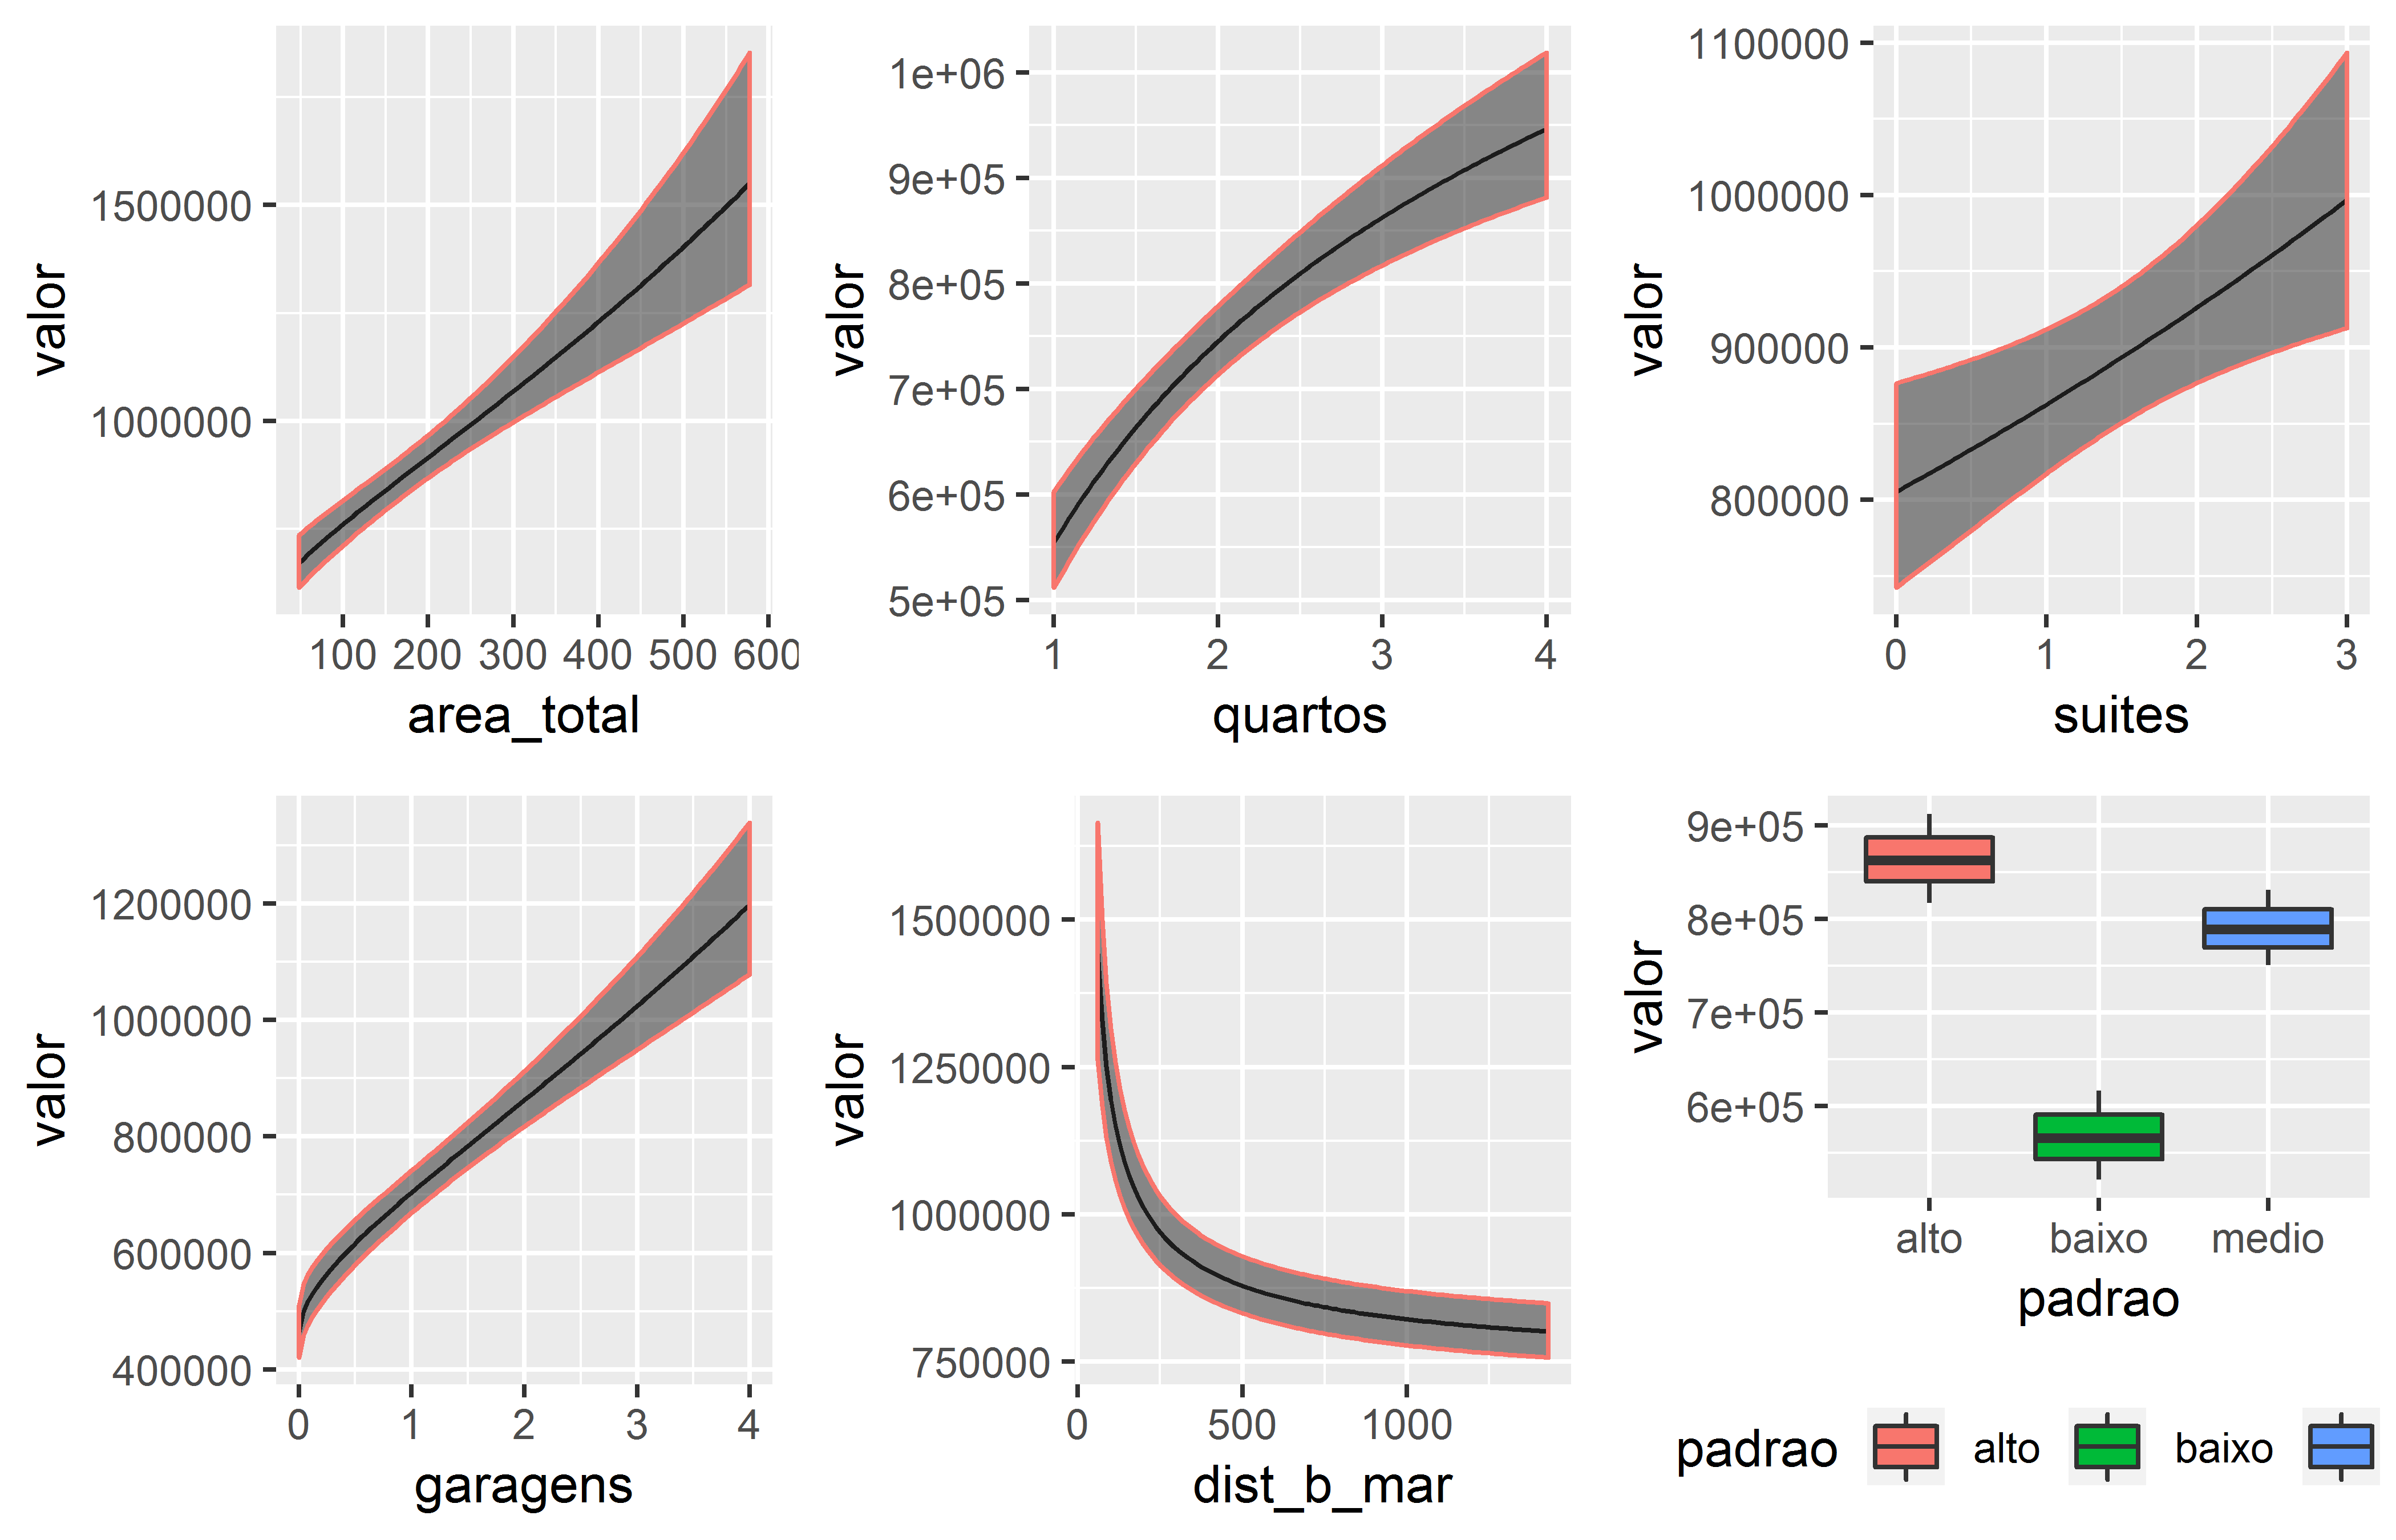 valor
1500000
1000000
100 200 300 400 500 600
area_total
valor
1e+06
9e+05
8e+05
7e+05
6e+05
5e+05
1 2 3 4
quartos
valor
1100000
1000000
900000
800000
0 1 2 3
suites
valor
1200000
1000000
800000
600000
400000
0 1 2 3 4
garagens
valor
1500000
1250000
1000000
750000
0 500 1000
dist_b_mar
valor
9e+05
8e+05
7e+05
6e+05
alto baixo medio
padrao
padrao alto baixo